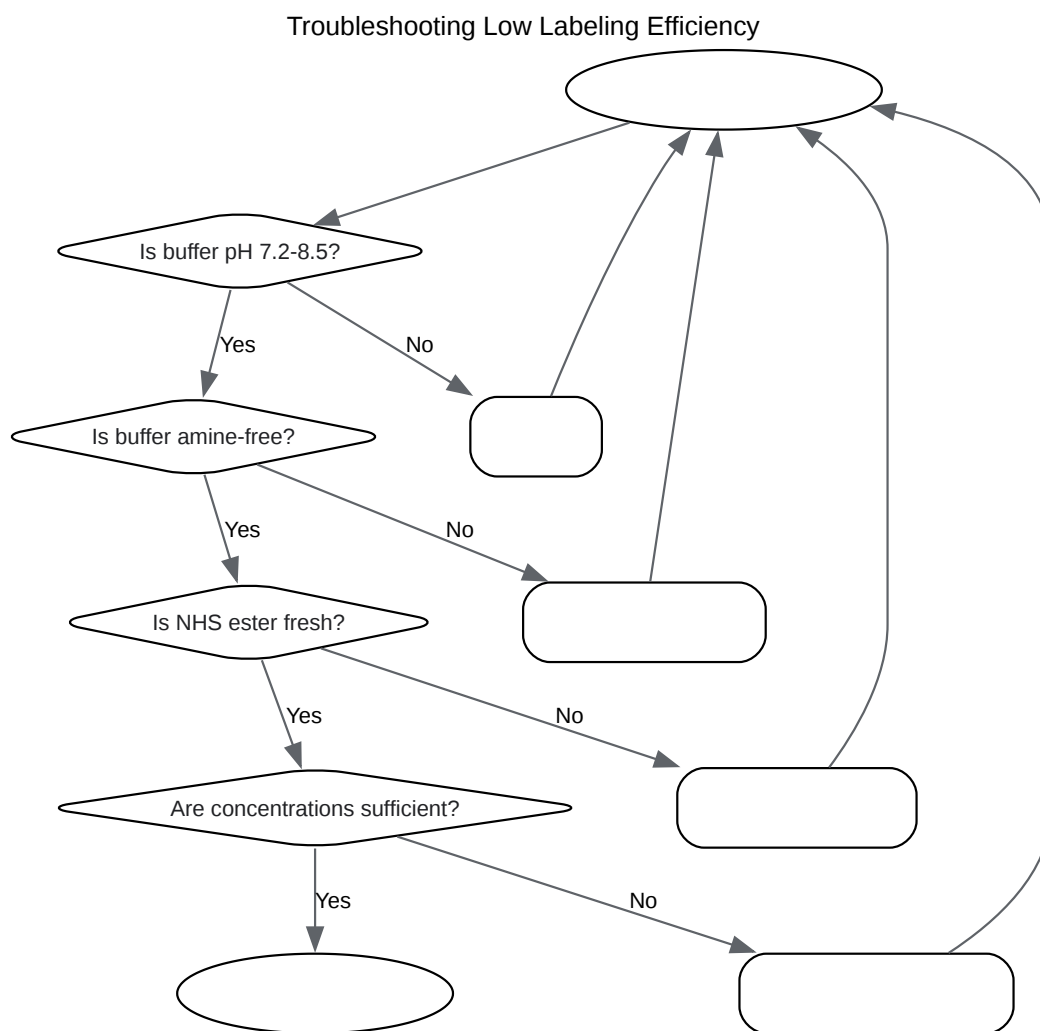 Troubleshooting Low Labeling Efficiency
Is buffer pH 7.2-8.5?
Yes
No
Is buffer amine-free?
Yes
No
Is NHS ester fresh?
Yes
No
Are concentrations sufficient?
Yes
No